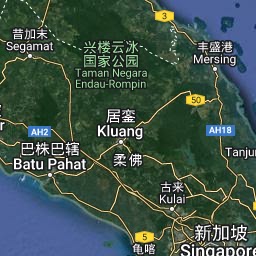 昔加末
Segamat
兴楼云冰
国家公园
Taman Negara
Endau-Rompin
丰盛港
Mersing
3
50
居銮
Kluang
AH2
AH18
巴株巴辖
Batu Pahat
柔佛
Tanjun
古来
Kulai
5
龟咯
新加坡
Singapore